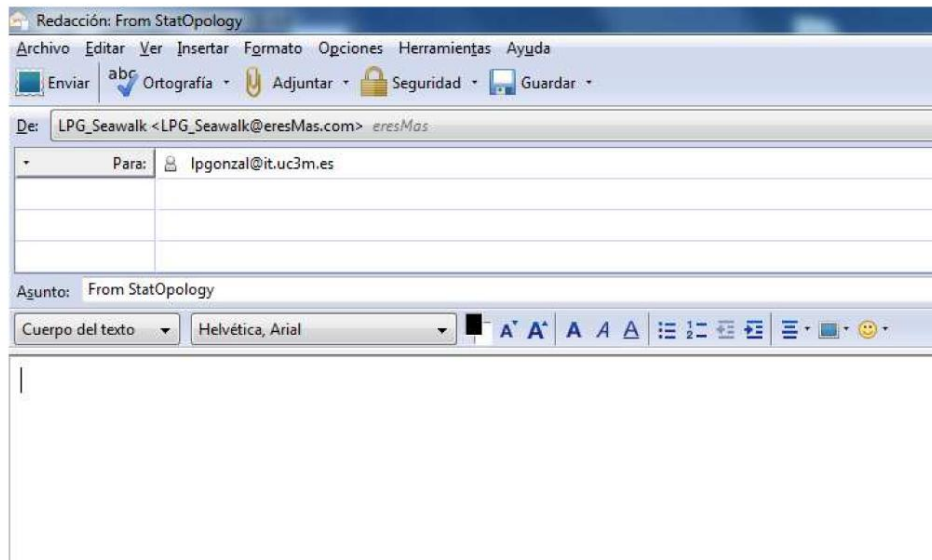 Redacción: From StatOpology
Archivo Editar Ver Insertar Formato Opciones Herramientas Ayuda
Enviar abc Ortografía Adjuntar Seguridad Guardar
De: LPG_Seawalk <LPG_Seawalk@eresMas.com> eresMas
Para: lpgonzal@it.uc3m.es
Asunto: From StatOpology
Cuerpo del texto Helvética, Arial A A A A A